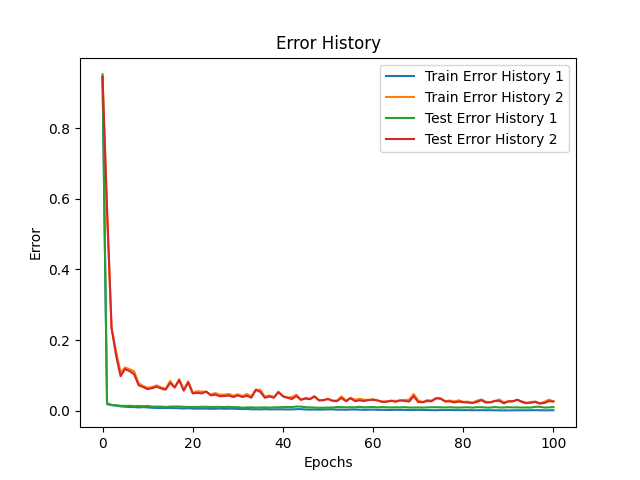 Error History
Train Error History 1
Train Error History 2
Test Error History 1
Test Error History 2
0.8
0.6
0.4
0.2
0.0
Error
0 20 40 60 80 100
Epochs